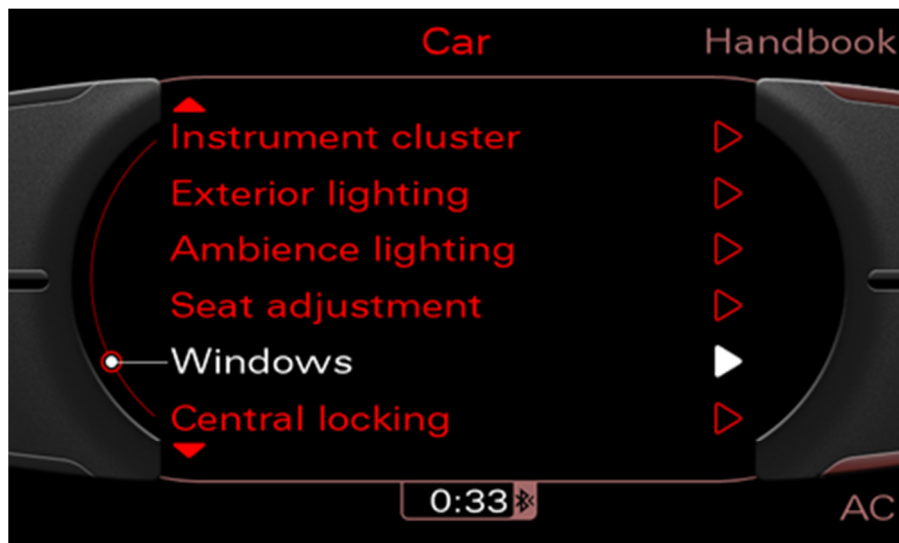 Car
Handbook
Instrument cluster
Exterior lighting
Ambience lighting
Seat adjustment
Windows
Central locking
0:33
AC